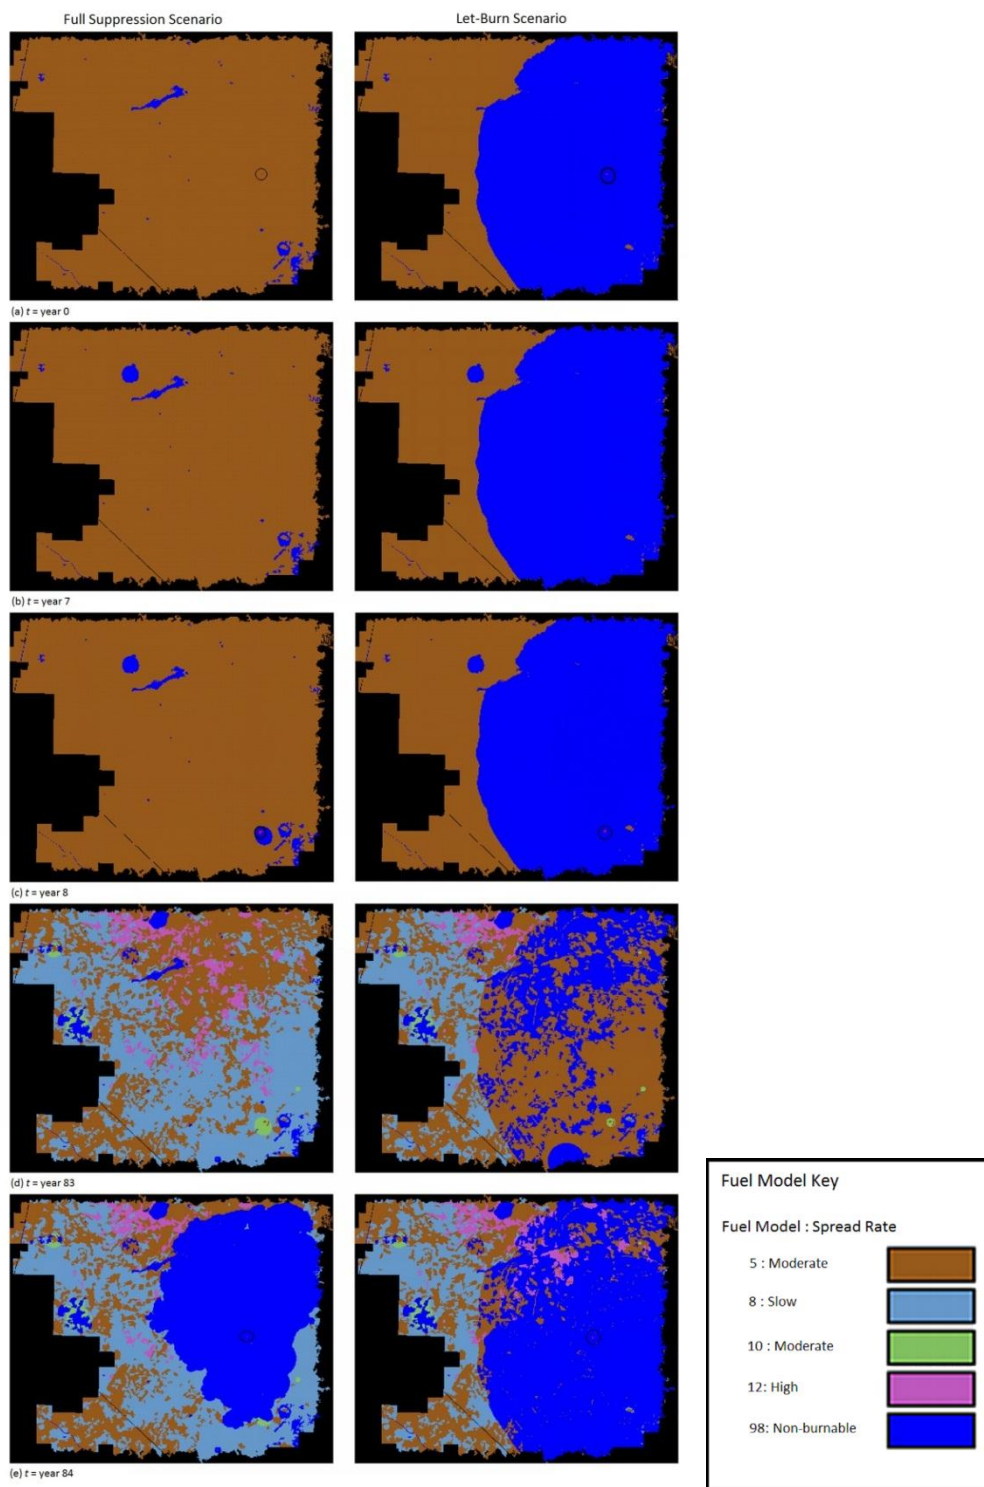 Full Suppression Scenario
Let-Burn Scenario
(a) t = year 0
(b) t = year 7
(c) t = year 8
(d) t = year 83
(e) t = year 84
Fuel Model Key
Fuel Model : Spread Rate
5 : Moderate
8 : Slow
10 : Moderate
12: High
98: Non-burnable